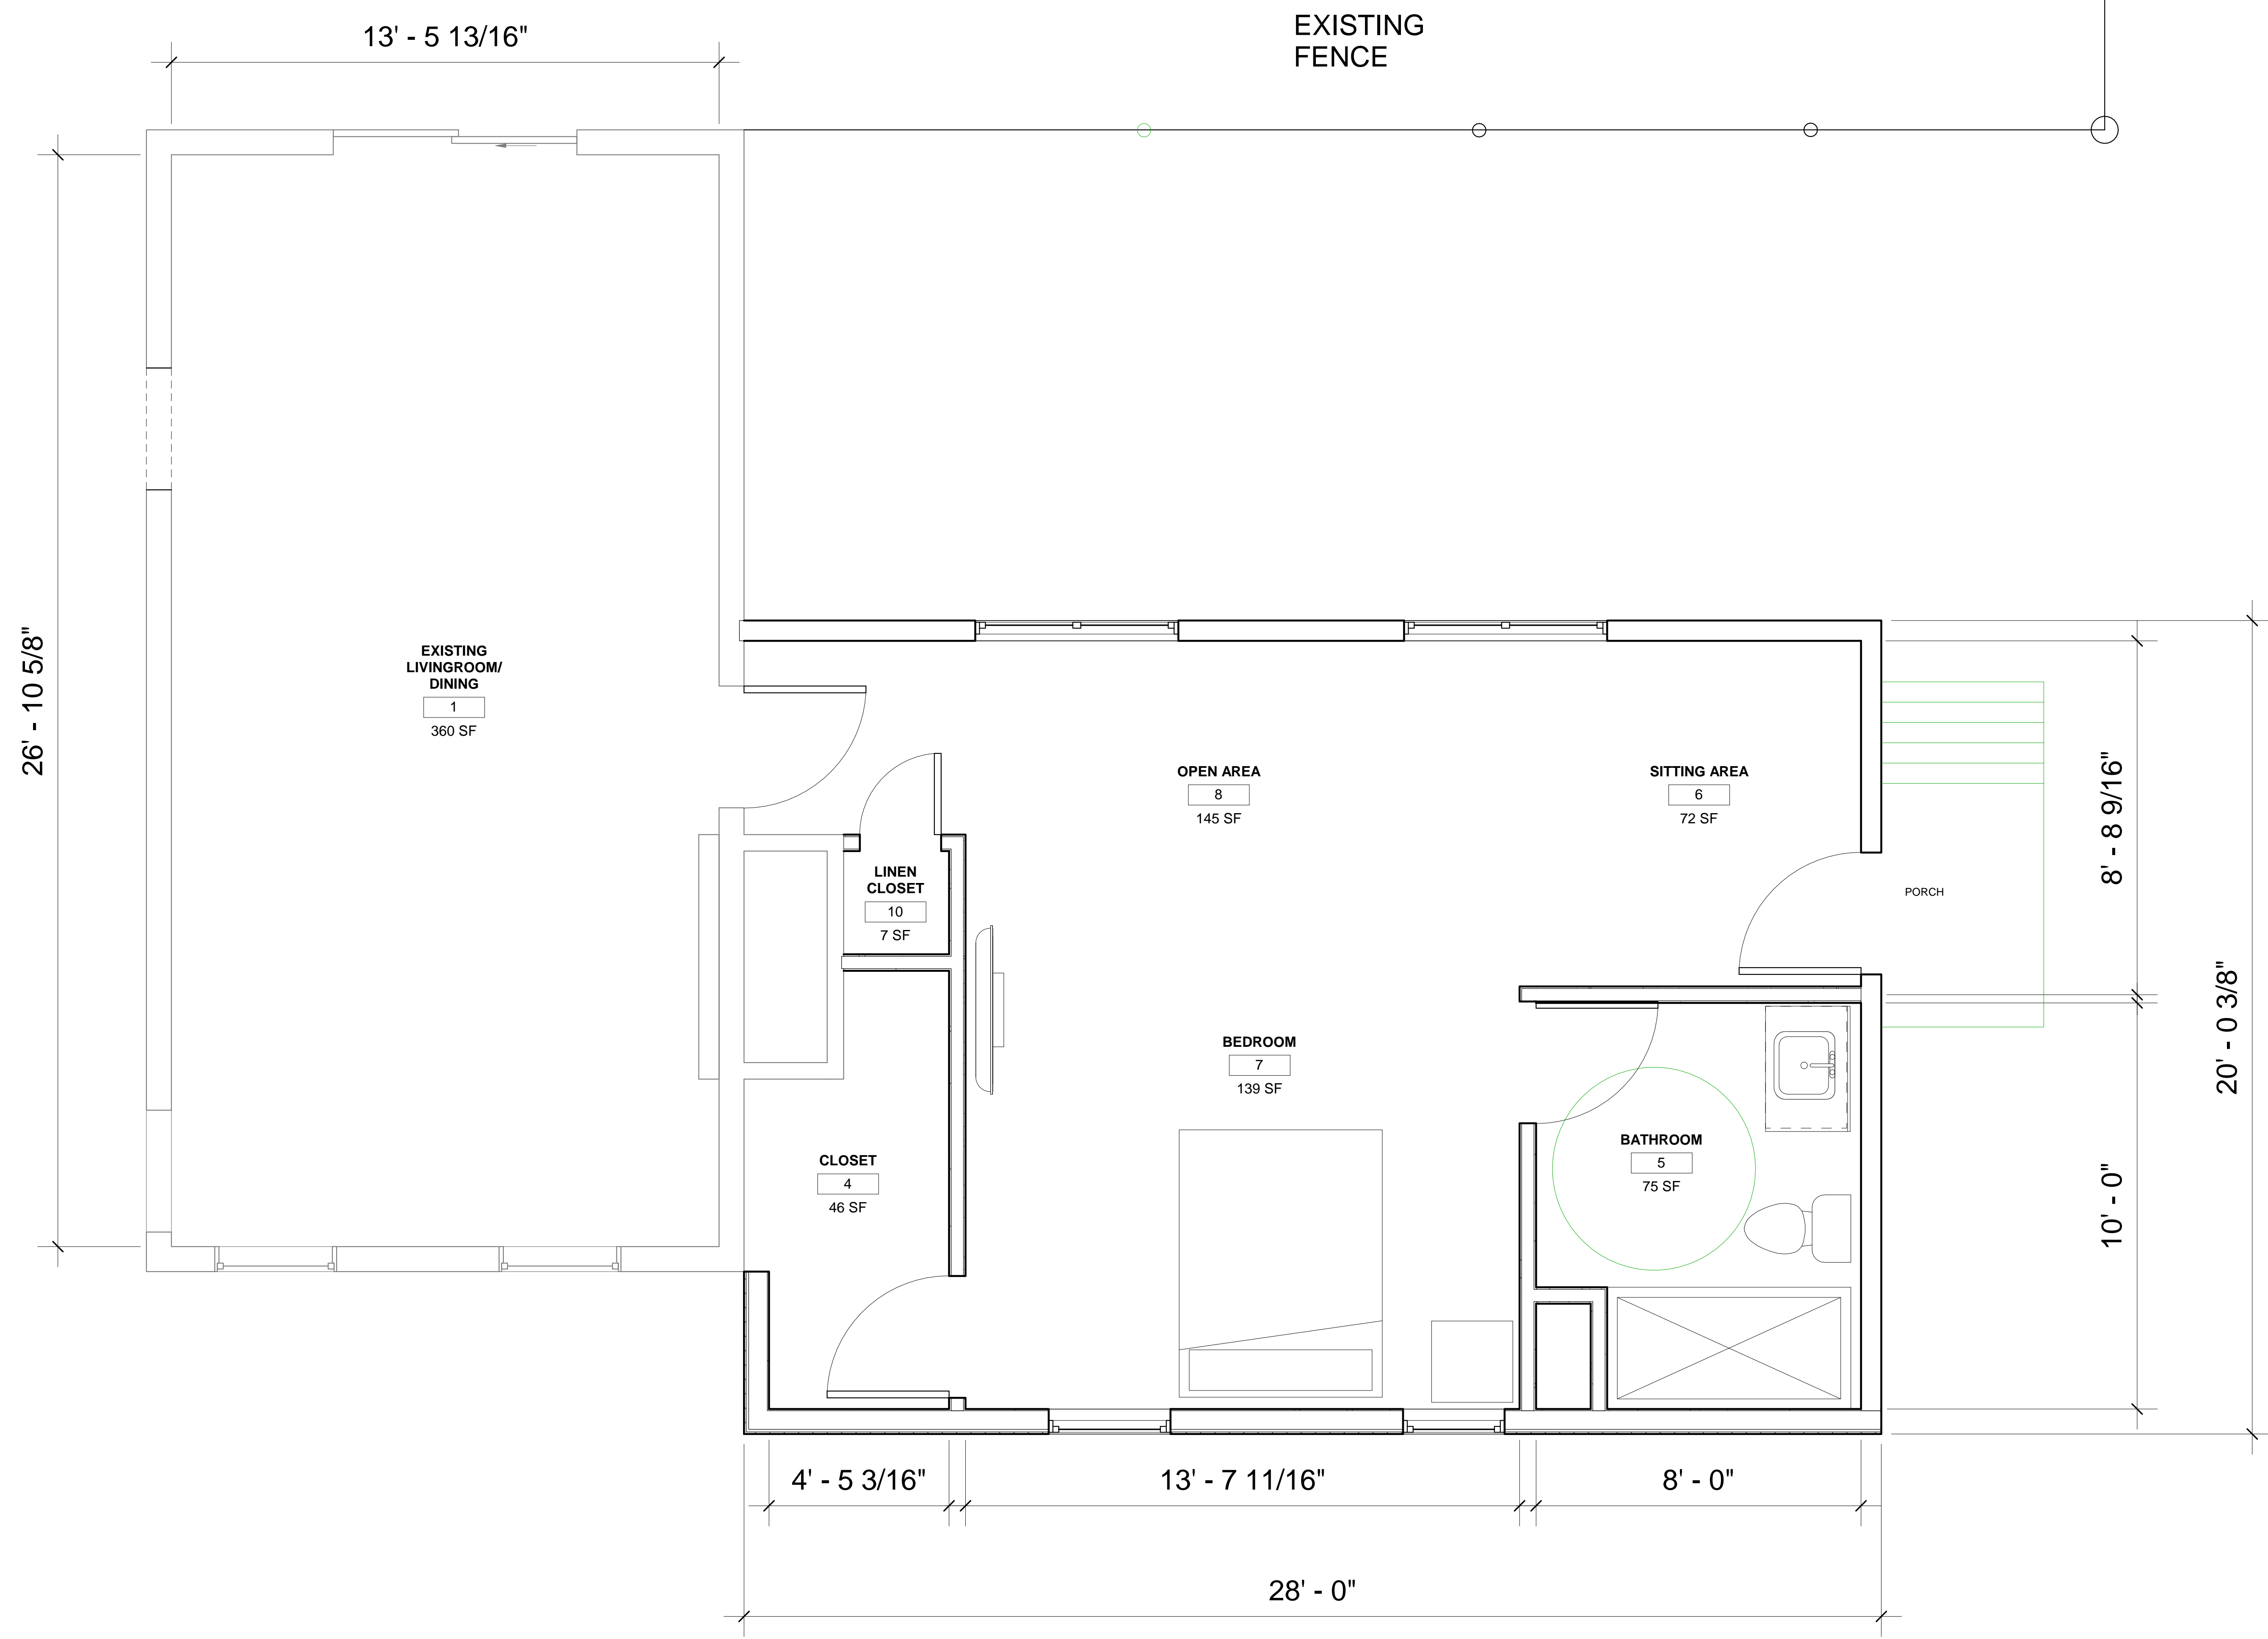 EXISTING
FENCE
13' - 5 13/16"
26' - 10 5/8"
EXISTING
LIVINGROOM/
DINING
1
360 SF
OPEN AREA
8
145 SF
SITTING AREA
6
72 SF
LINEN
CLOSET
10
7 SF
PORCH
8' - 8 9/16"
20' - 0 3/8"
BEDROOM
7
139 SF
BATHROOM
5
75 SF
CLOSET
4
46 SF
10' - 0"
4' - 5 3/16"
13' - 7 11/16"
8' - 0"
28' - 0"